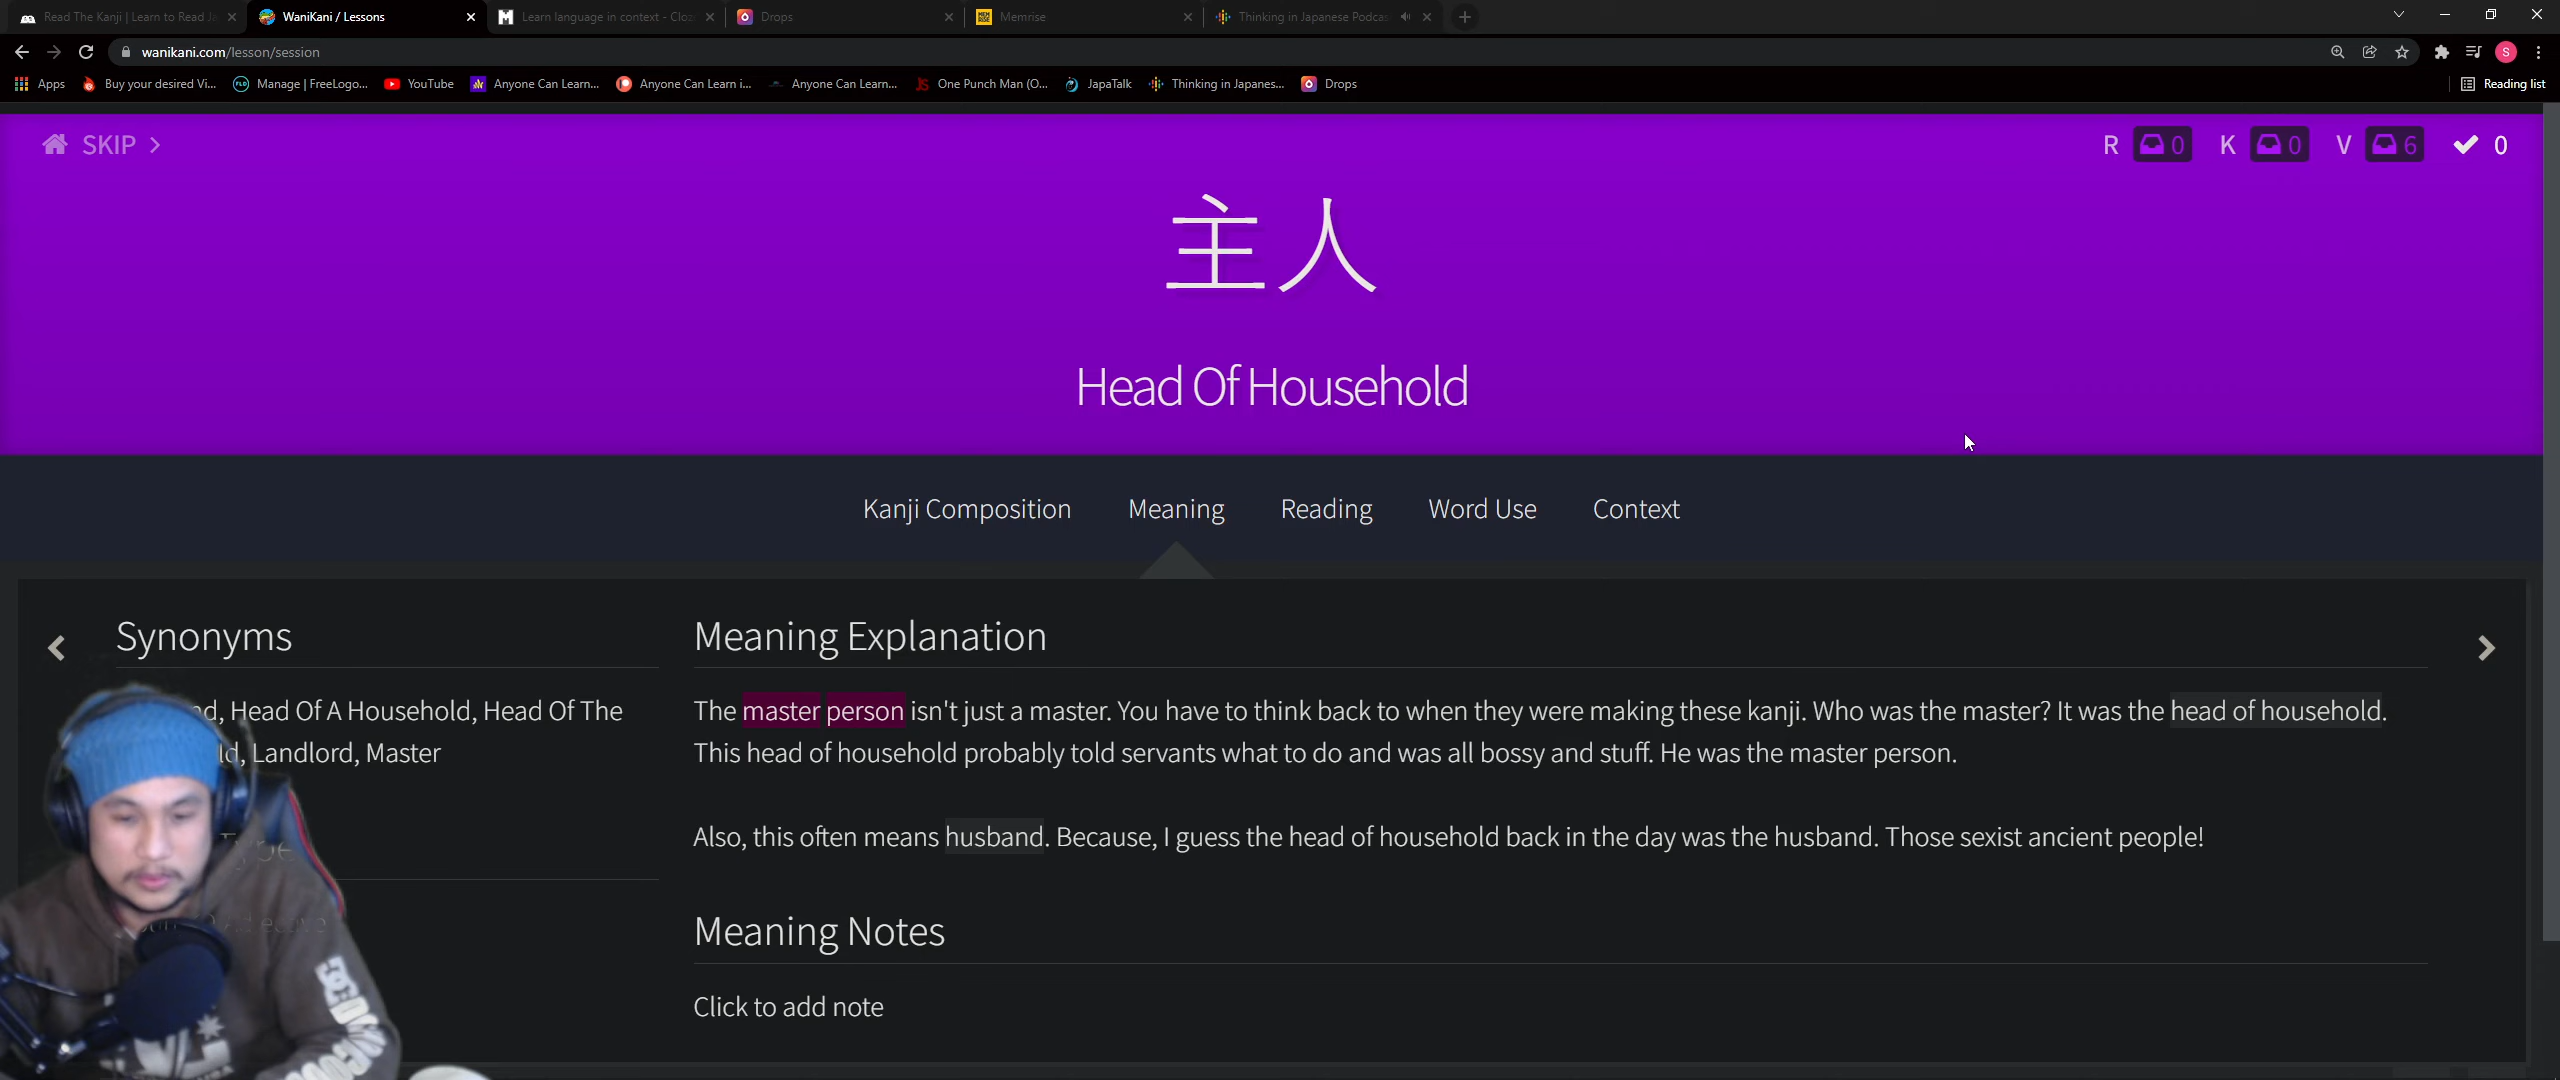 Read The Kanji | Learn to Read Ja
WaniKani / Lessons
Learn language in context - Cloz
Drops
Memrise
Thinking in Japanese Podcas
wanikani.com/lesson/session
S
Apps
Buy your desired Vi...
Manage | FreeLogo...
YouTube
Anyone Can Learn...
Anyone Can Learn i...
Anyone Can Learn...
One Punch Man (O...
JapaTalk
Thinking in Japanes...
Drops
Reading list
SKIP
R 0 K 0 V 6 0
主人
Head Of Household
Kanji Composition Meaning Reading Word Use Context
Synonyms
Head Of A Household, Head Of The
Landlord, Master
Meaning Explanation
The master person isn't just a master. You have to think back to when they were making these kanji. Who was the master? It was the head of household.
This head of household probably told servants what to do and was all bossy and stuff. He was the master person.
Also, this often means husband. Because, I guess the head of household back in the day was the husband. Those sexist ancient people!
Meaning Notes
Click to add note